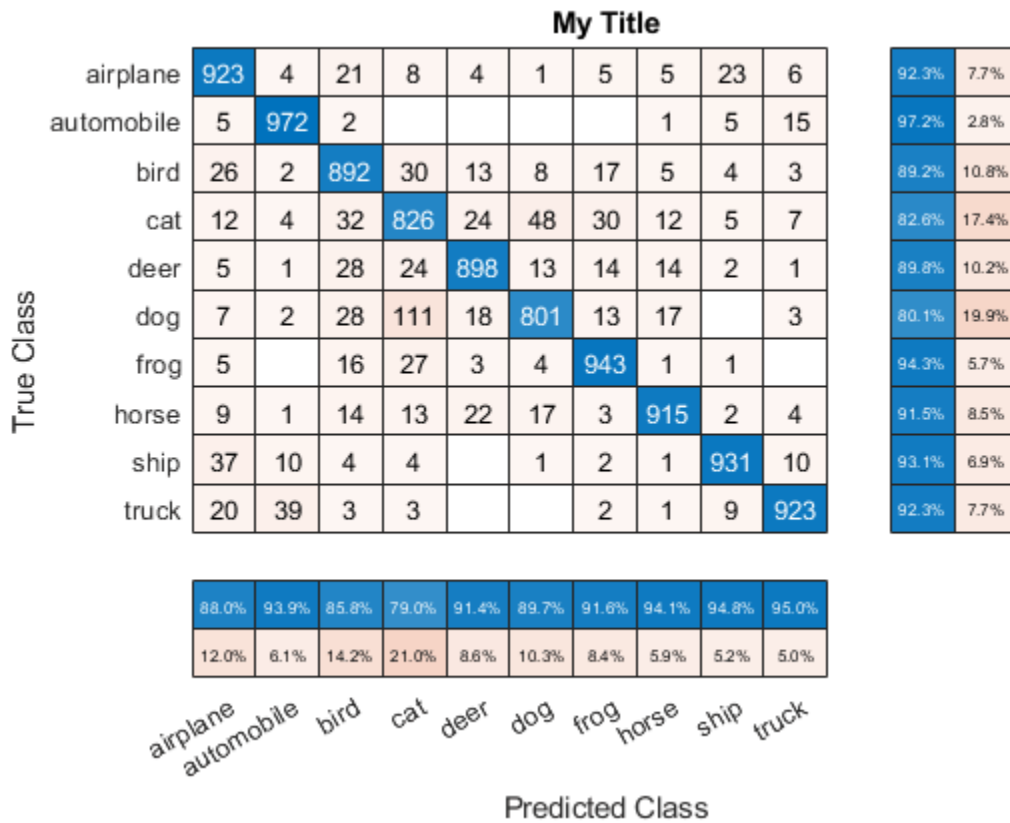 My Title
airplane 923 4 21 8 4 1 5 5 23 6 92.3% 7.7%
automobile 5 972 2 1 5 15 97.2% 2.8%
bird 26 2 892 30 13 8 17 5 4 3 89.2% 10.8%
cat 12 4 32 826 24 48 30 12 5 7 82.6% 17.4%
deer 5 1 28 24 898 13 14 14 2 1 89.8% 10.2%
dog 7 2 28 111 18 801 13 17 3 80.1% 19.9%
frog 5 16 27 3 4 943 1 1 94.3% 5.7%
horse 9 1 14 13 22 17 3 915 2 4 91.5% 8.5%
ship 37 10 4 4 1 2 1 931 10 93.1% 6.9%
truck 20 39 3 3 2 1 9 923 92.3% 7.7%
True Class
88.0% 93.9% 85.8% 79.0% 91.4% 89.7% 91.6% 94.1% 94.8% 95.0%
12.0% 6.1% 14.2% 21.0% 8.6% 10.3% 8.4% 5.9% 5.2% 5.0%
airplane automobile bird cat deer dog frog horse ship truck
Predicted Class